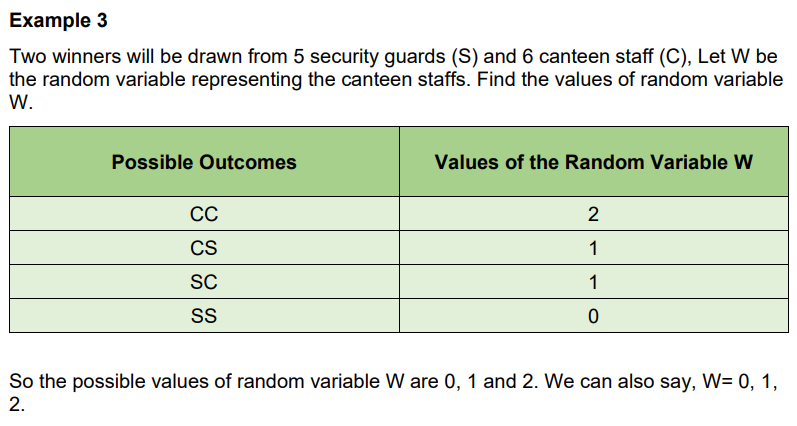 Example 3
Two winners will be drawn from 5 security guards (S) and 6 canteen staff (C), Let W be
the random variable representing the canteen staffs. Find the values of random variable
W.
Possible Outcomes Values of the Random Variable W
CC 2
CS 1
SC 1
SS 0
So the possible values of random variable W are 0, 1 and 2. We can also say, W= 0, 1,
2.